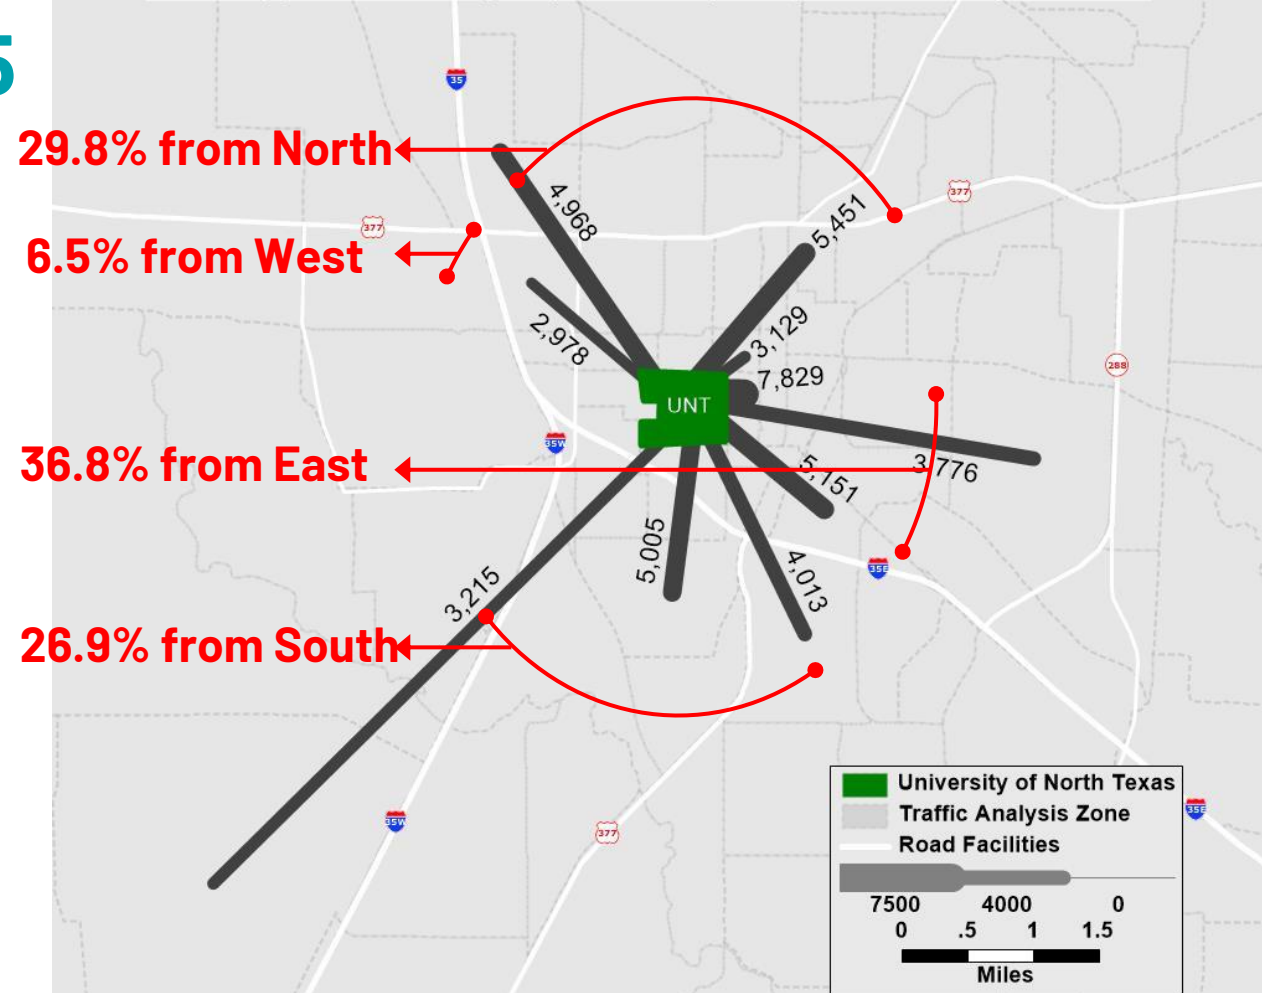 5
35
29.8% from North
4,968
377
5,451
377
6.5% from West
2,978
3,129
7,829
288
UNT
35W
36.8% from East
3,776
5,151
5,005
4,013
35E
3,215
26.9% from South
35W
377
35E
University of North Texas
Traffic Analysis Zone
Road Facilities
7500 4000 0
0 .5 1 1.5
Miles